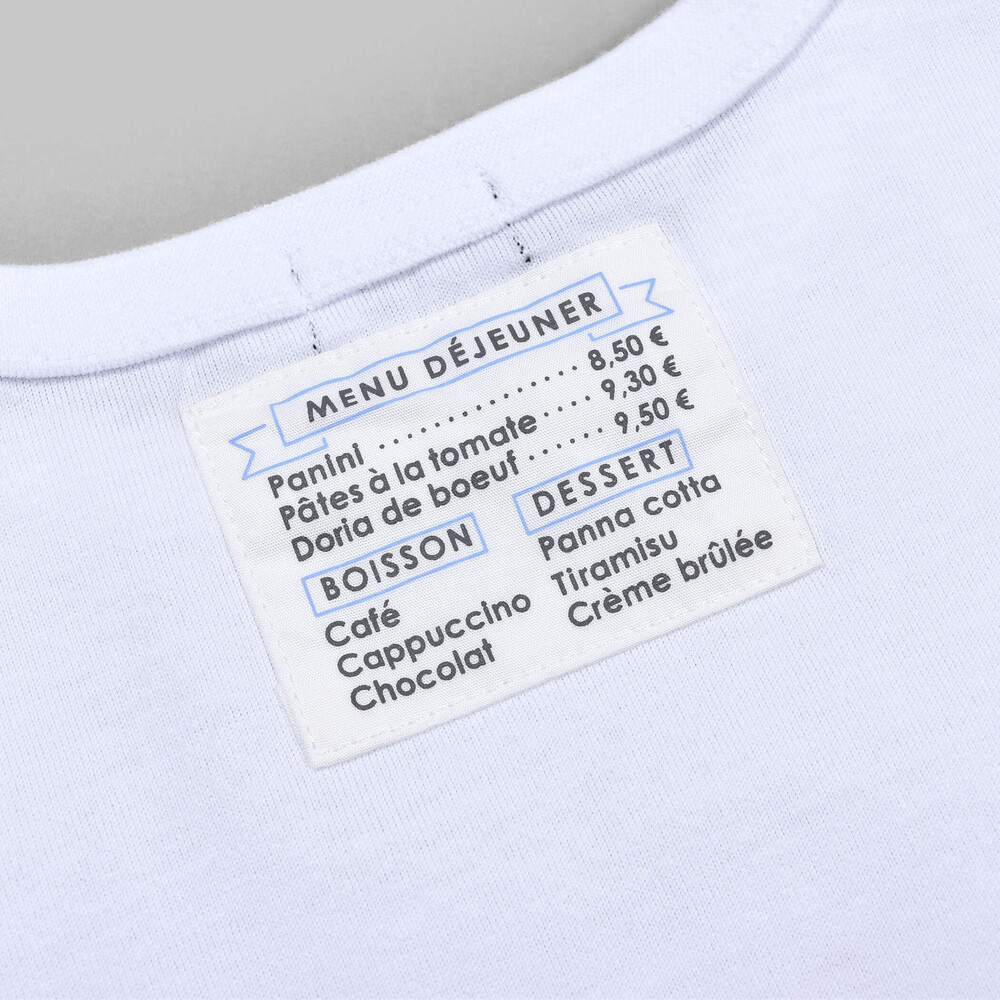 MENU DÉJEUNER
Panini ............... 8,50 €
Pâtes à la tomate .... 9,30 €
Doria de boeuf ...... 9,50 €
BOISSON
Café
Cappuccino
Chocolat
DESSERT
Panna cotta
Tiramisu
Crème brûlée